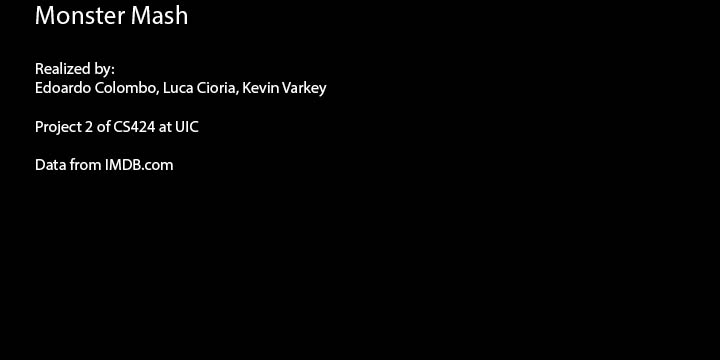 Monster Mash
Realized by:
Edoardo Colombo, Luca Cioria, Kevin Varkey
Project 2 of CS424 at UIC
Data from IMDB.com